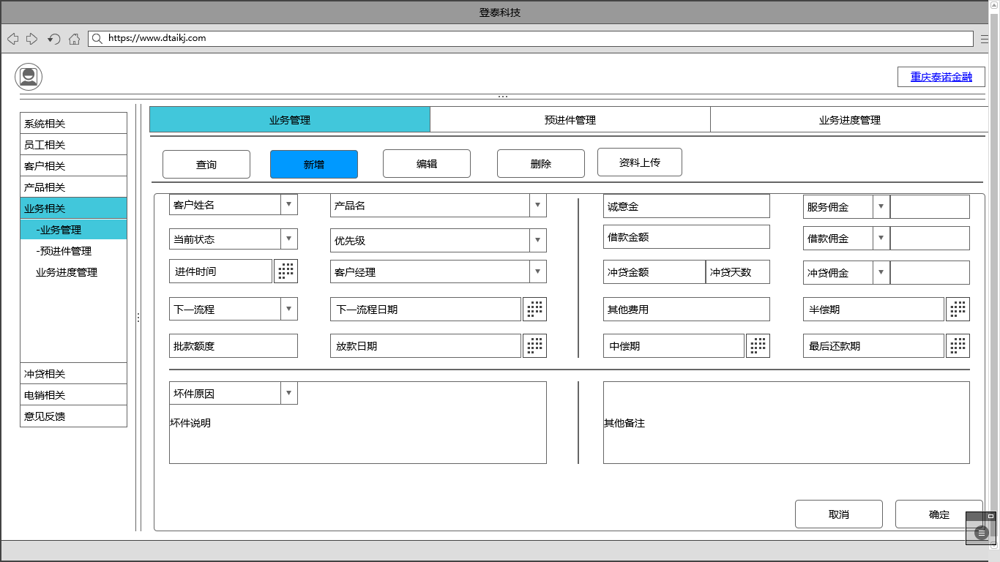 登泰科技
https://www.dtaikj.com
重庆泰诺金融
系统相关
员工相关
客户相关
产品相关
业务相关
-业务管理
-预进件管理
业务进度管理
冲贷相关
电销相关
意见反馈
业务管理 预进件管理 业务进度管理
查询 新增 编辑 删除 资料上传
客户姓名 产品名 诚意金 服务佣金
当前状态 优先级 借款金额 借款佣金
进件时间 客户经理 冲贷金额 冲贷天数 冲贷佣金
下一流程 下一流程日期 其他费用 半偿期
批款额度 放款日期 中偿期 最后还款期
坏件原因
坏件说明 其他备注
取消 确定